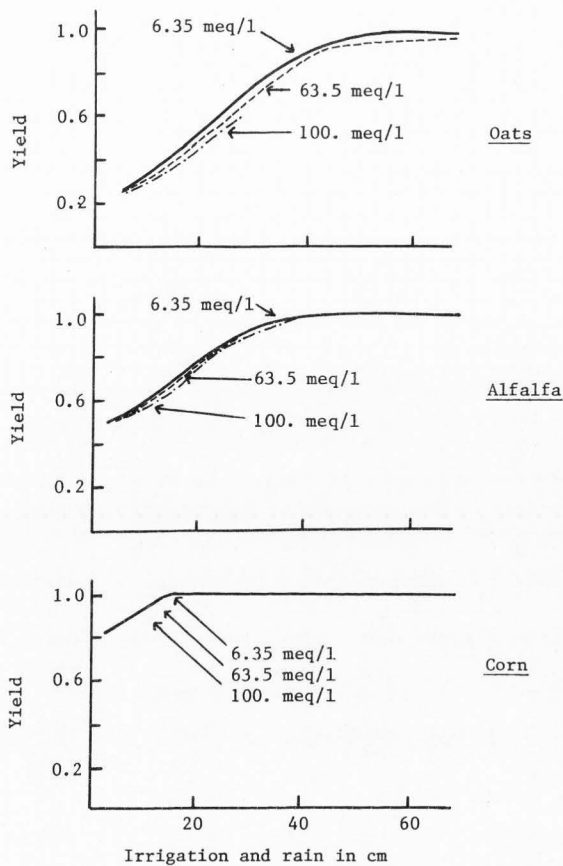 1.0
0.6
0.2
Yield
6.35 meq/l
63.5 meq/l
100. meq/l
Oats
1.0
0.6
0.2
Yield
6.35 meq/l
63.5 meq/l
100. meq/l
Alfalfa
1.0
0.6
0.2
Yield
6.35 meq/l
63.5 meq/l
100. meq/l
Corn
20
40
60
Irrigation and rain in cm